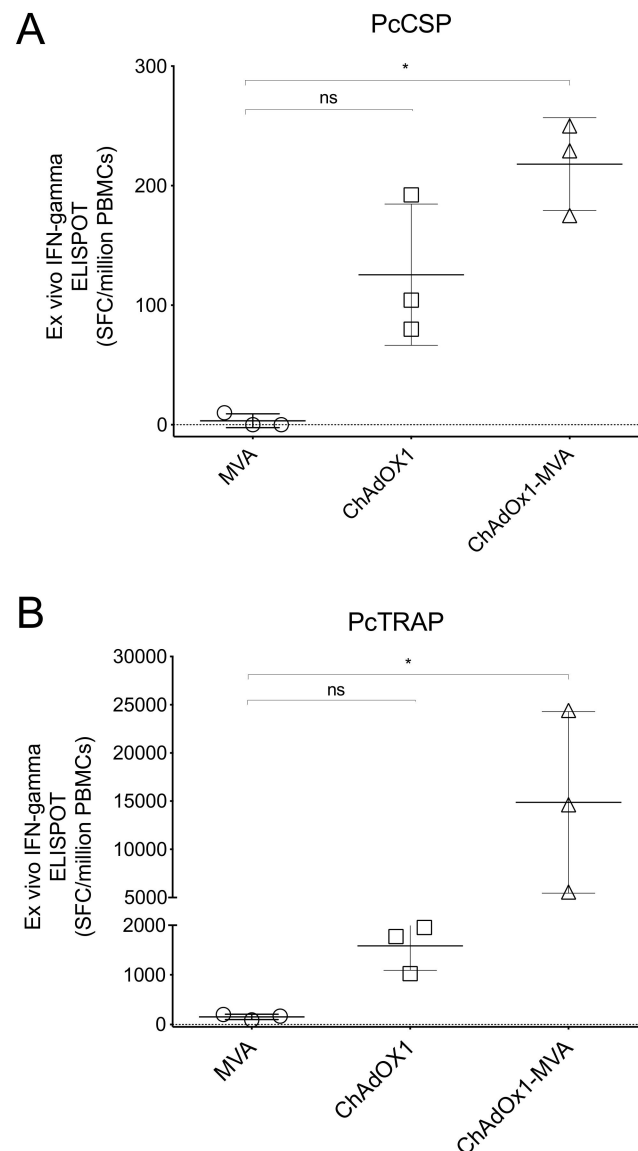 A
PcCSP
Ex vivo IFN-gamma
ELISPOT
(SFC/million PBMCs)
300
200
100
0
*
ns
MVA
ChAdOX1
ChAdOx1-MVA
B
PcTRAP
Ex vivo IFN-gamma
ELISPOT
(SFC/million PBMCs)
30000
25000
20000
15000
10000
5000
2000
1000
0
*
ns
MVA
ChAdOX1
ChAdOx1-MVA